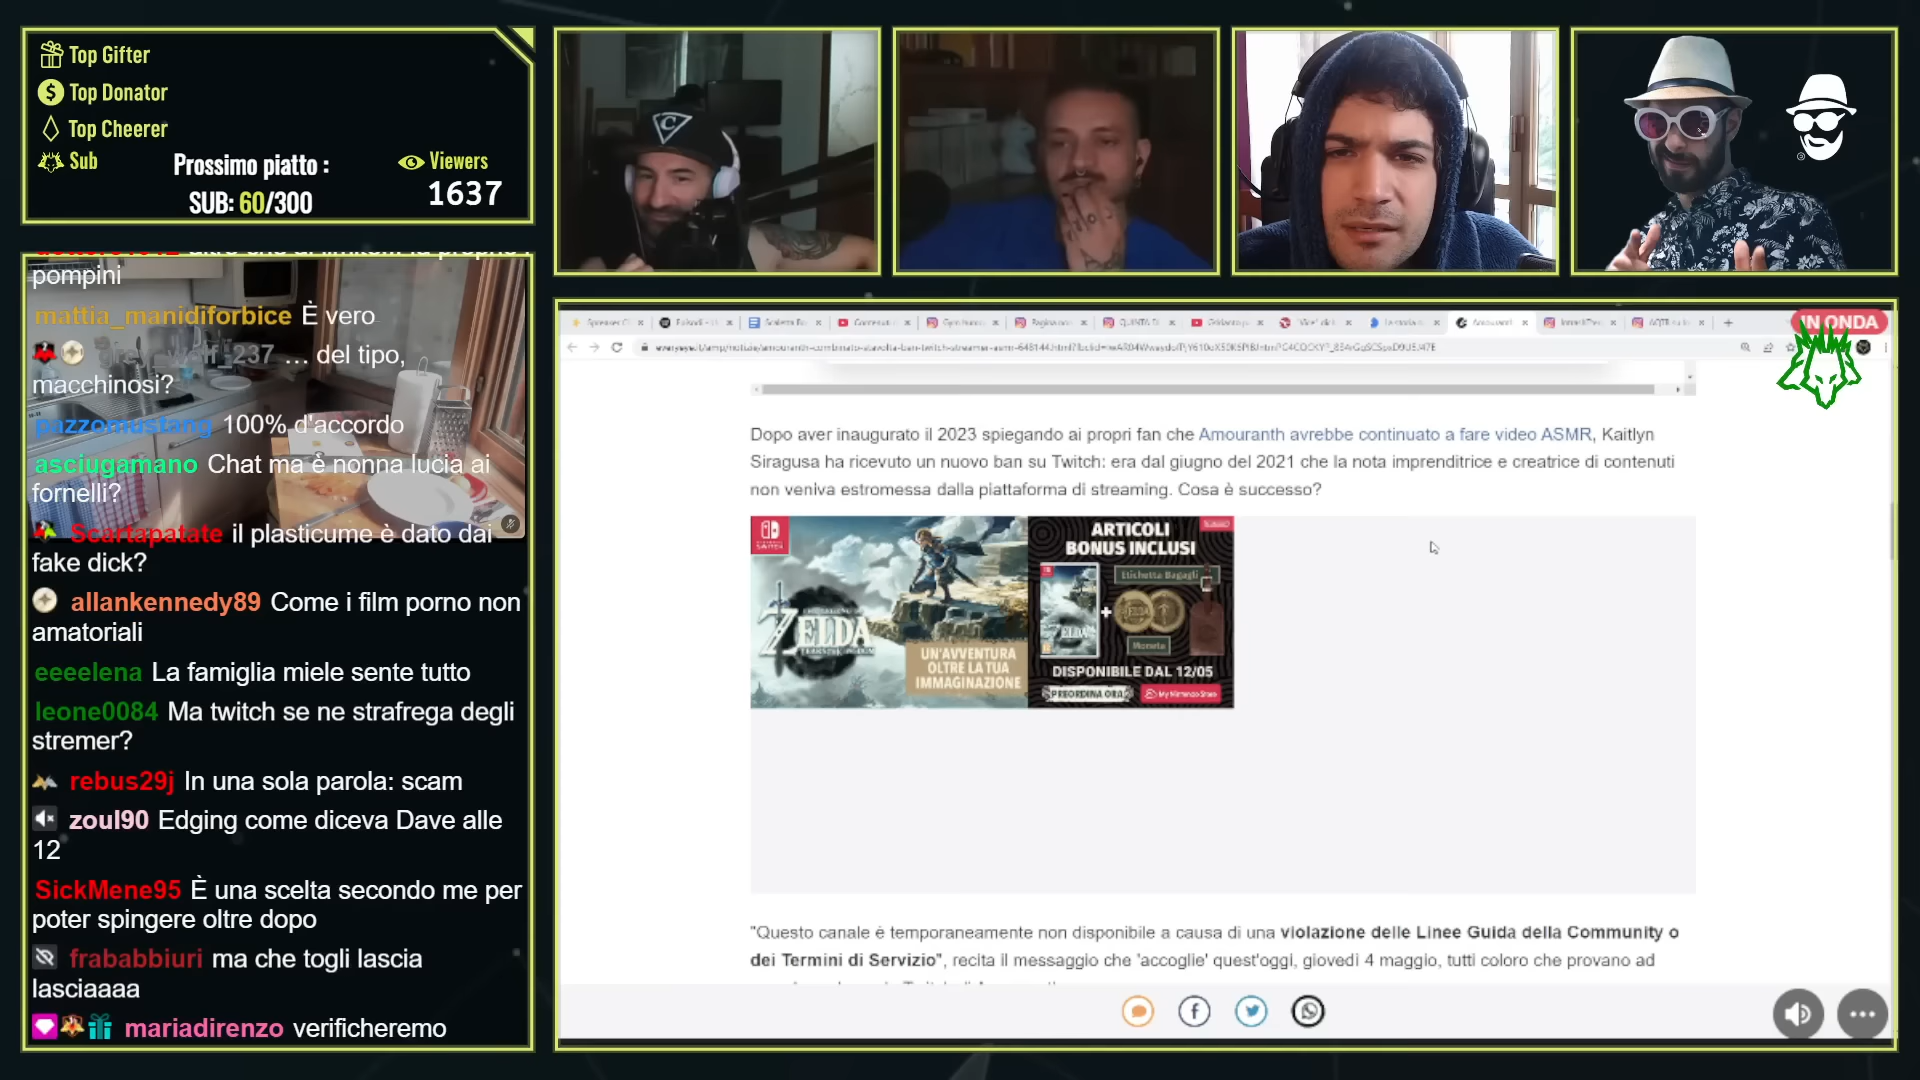 Top Gifter
Top Donator
Top Cheerer
Sub
Prossimo piatto :
SUB: 60/300
Viewers
1637
pompini
mattia_manidiforbice È vero
… del tipo,
macchinosi?
pazzomustang 100% d'accordo
asciugamano Chat ma è nonna lucia ai
fornelli?
Scartapatate il plasticume è dato dai
fake dick?
allankennedy89 Come i film porno non
amatoriali
eeeelena La famiglia miele sente tutto
leone0084 Ma twitch se ne strafrega degli
stremer?
rebus29j In una sola parola: scam
zoul90 Edging come diceva Dave alle
12
SickMene95 È una scelta secondo me per
poter spingere oltre dopo
frababbiuri ma che togli lascia
lasciaaaa
mariadirenzo verificheremo
IN ONDA
Dopo aver inaugurato il 2023 spiegando ai propri fan che Amouranth avrebbe continuato a fare video ASMR, Kaitlyn
Siragusa ha ricevuto un nuovo ban su Twitch: era dal giugno del 2021 che la nota imprenditrice e creatrice di contenuti
non veniva estromessa dalla piattaforma di streaming. Cosa è successo?
ZELDA
UN'AVVENTURA
OLTRE LA TUA
IMMAGINAZIONE
ARTICOLI
BONUS INCLUSI
Etichetta Bagagli
+
Moneta
DISPONIBILE DAL 12/05
PREORDINA ORA
My Nintendo Store
"Questo canale è temporaneamente non disponibile a causa di una violazione delle Linee Guida della Community o
dei Termini di Servizio", recita il messaggio che 'accoglie' quest'oggi, giovedì 4 maggio, tutti coloro che provano ad